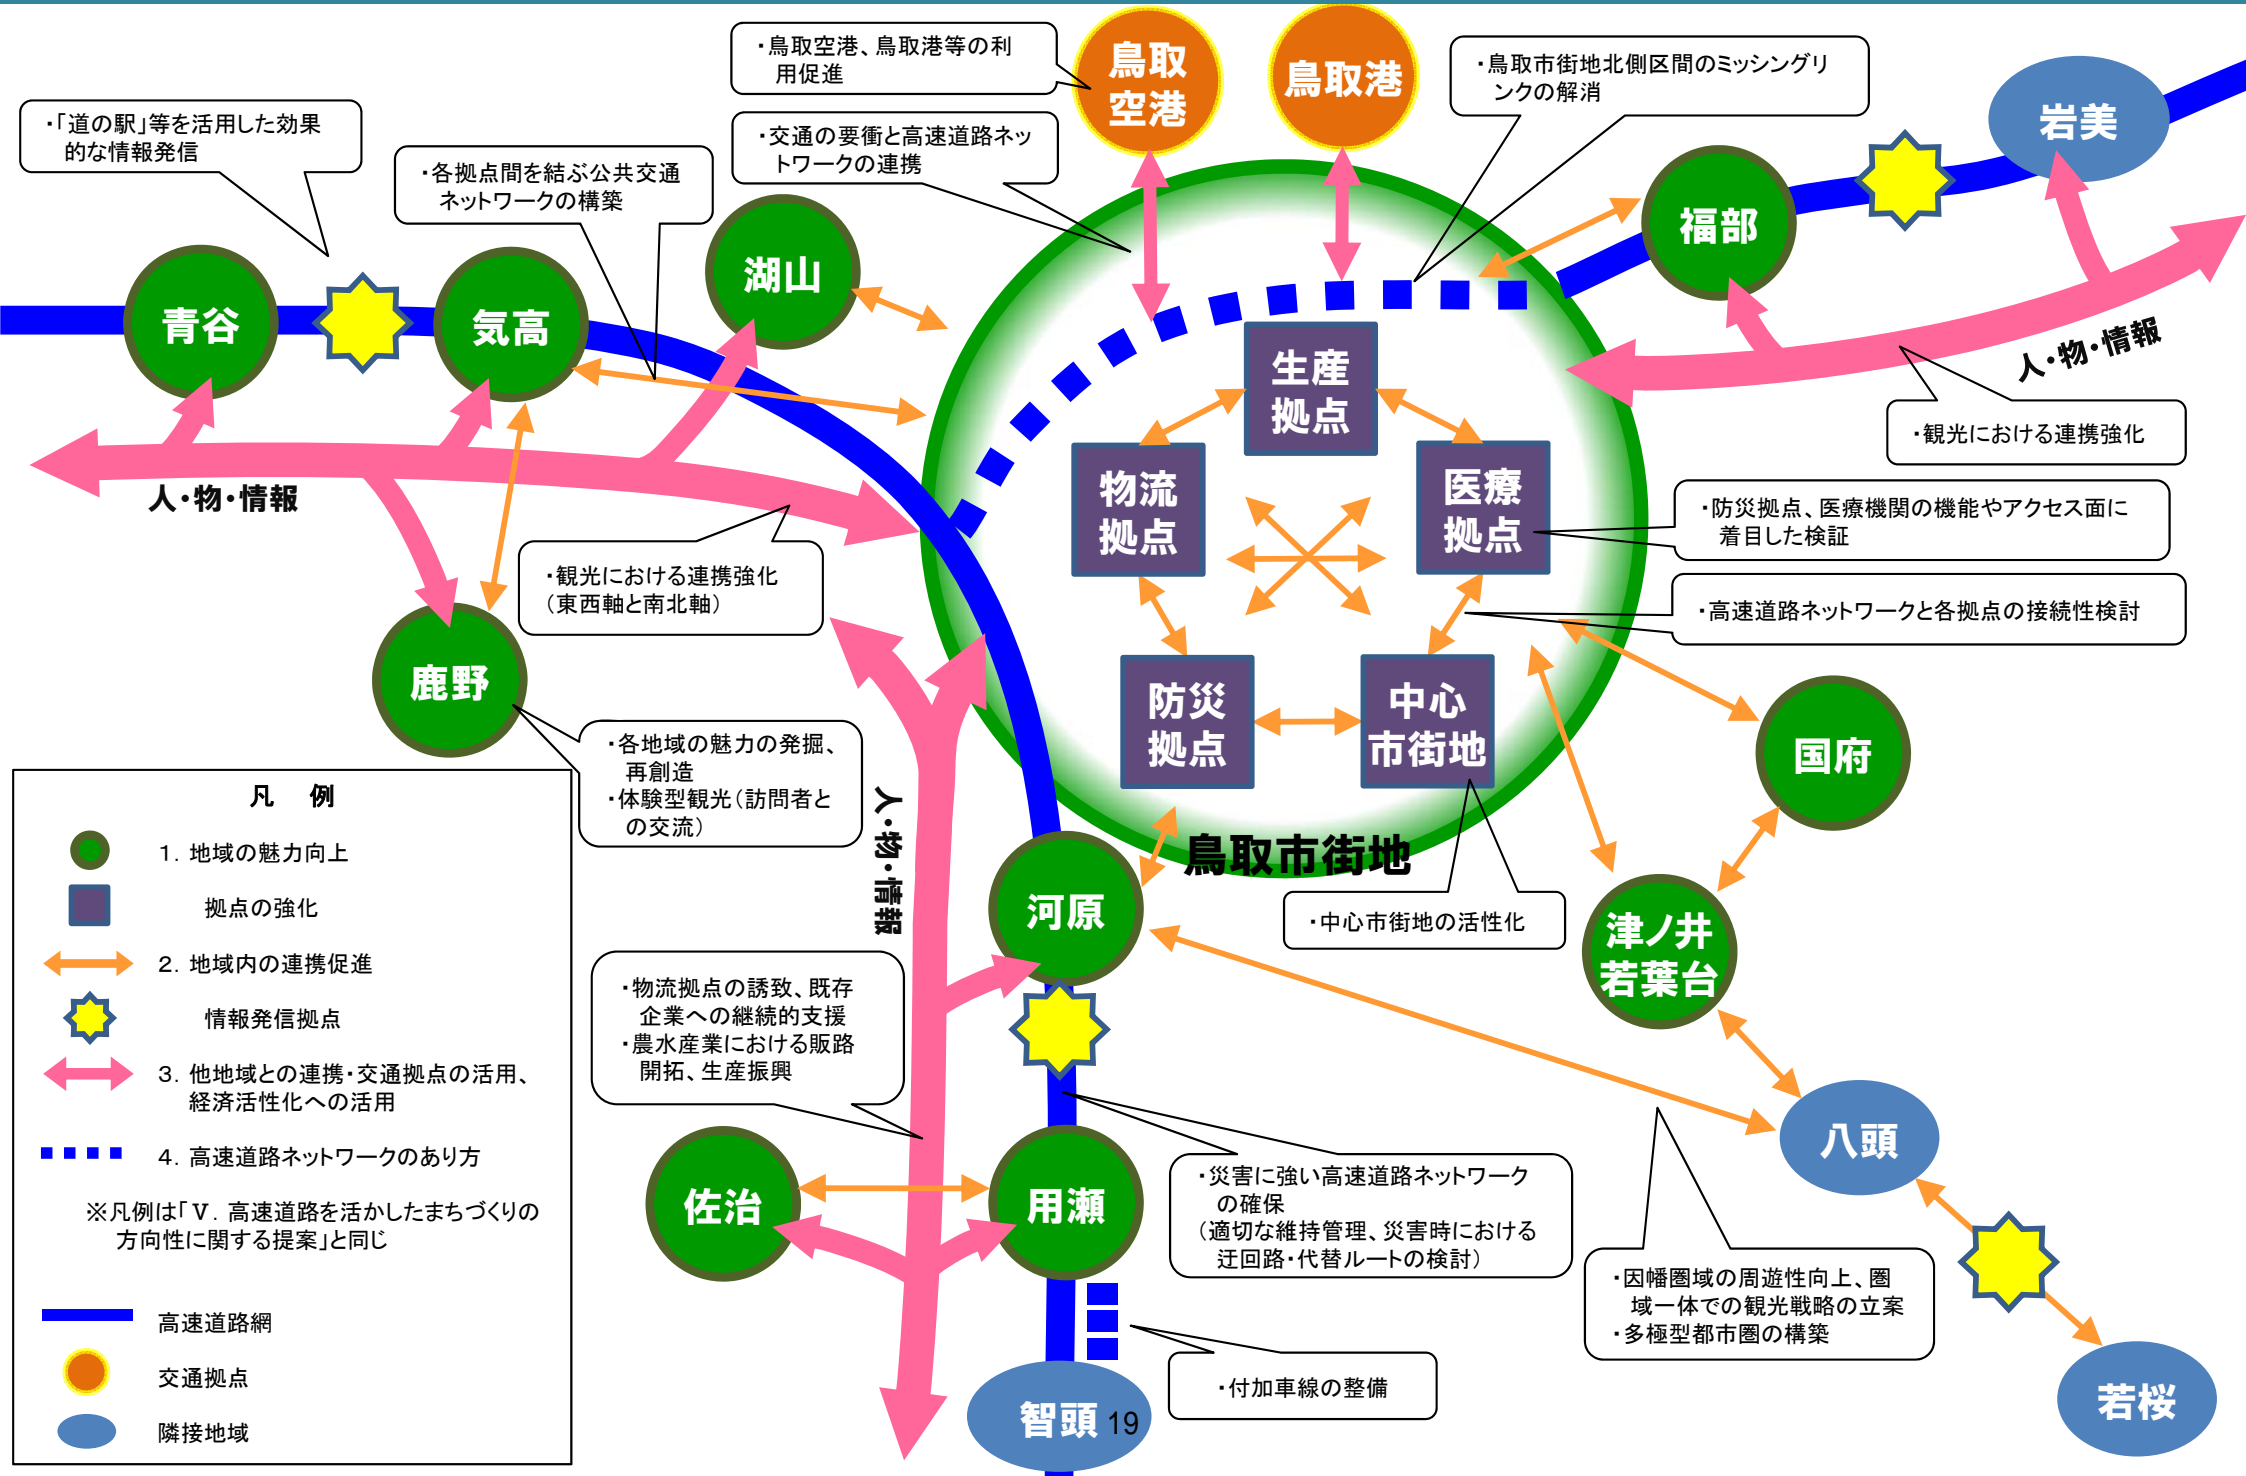 ・鳥取空港、鳥取港等の利
用促進
鳥取
空港
鳥取港
・鳥取市街地北側区間のミッシングリ
ンクの解消
岩美
・「道の駅」等を活用した効果
的な情報発信
・各拠点間を結ぶ公共交通
ネットワークの構築
・交通の要衝と高速道路ネッ
トワークの連携
湖山
福部
青谷
気高
人・物・情報
・観光における連携強化
人・物・情報
・観光における連携強化
(東西軸と南北軸)
生産
拠点
物流
拠点
医療
拠点
防災
拠点
中心
市街地
鳥取市街地
・防災拠点、医療機関の機能やアクセス面に
着目した検証
・高速道路ネットワークと各拠点の接続性検討
鹿野
・各地域の魅力の発掘、
再創造
・体験型観光(訪問者と
の交流)
国府
人・物・情報
河原
・中心市街地の活性化
津ノ井
若葉台
・物流拠点の誘致、既存
企業への継続的支援
・農水産業における販路
開拓、生産振興
八頭
佐治
用瀬
・災害に強い高速道路ネットワーク
の確保
(適切な維持管理、災害時における
迂回路・代替ルートの検討)
・因幡圏域の周遊性向上、圏
域一体での観光戦略の立案
・多極型都市圏の構築
・付加車線の整備
智頭
19
若桜
凡 例
1. 地域の魅力向上
拠点の強化
2. 地域内の連携促進
情報発信拠点
3. 他地域との連携・交通拠点の活用、
経済活性化への活用
4. 高速道路ネットワークのあり方
※凡例は「Ⅴ. 高速道路を活かしたまちづくりの
方向性に関する提案」と同じ
高速道路網
交通拠点
隣接地域